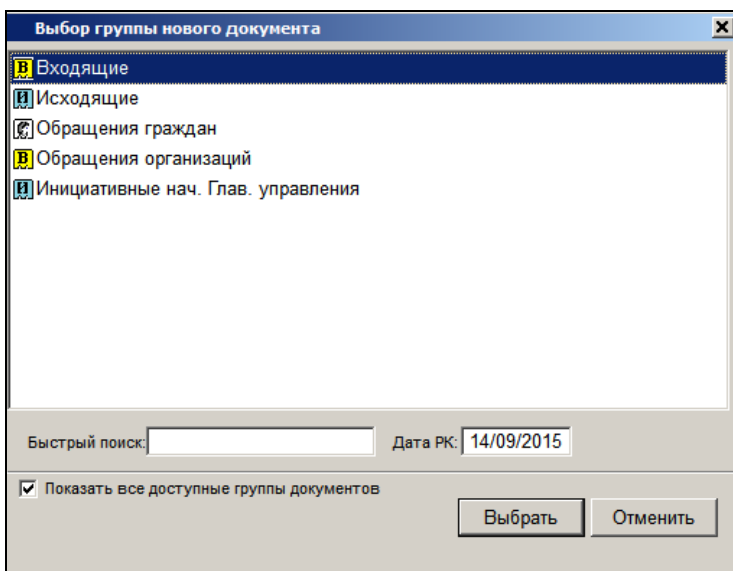 Выбор группы нового документа
В Входящие
И Исходящие
Обращения граждан
В Обращения организаций
И Инициативные нач. Глав. управления
Быстрый поиск: Дата РК: 14/09/2015
Показать все доступные группы документов
Выбрать Отменить